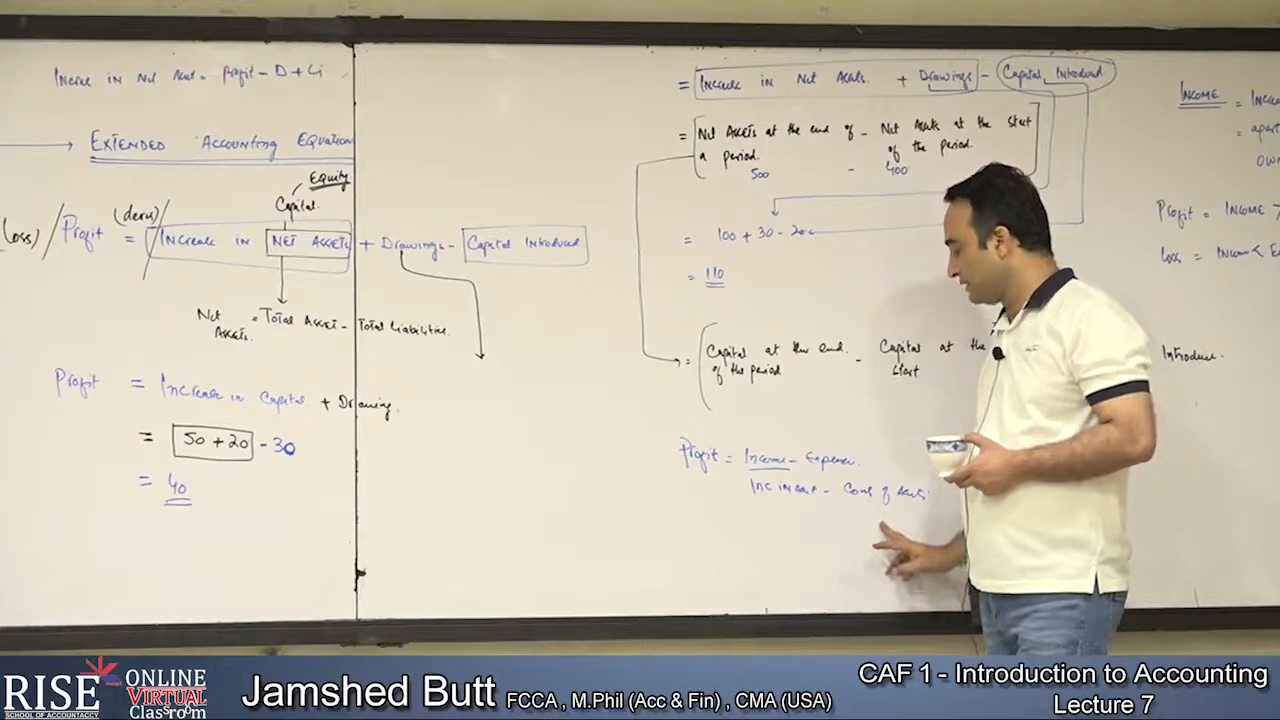 Increase in Net Asset = Profit - D + Ci
EXTENDED ACCOUNTING EQUATION
Equity
Capital
Loss) / Profit (derv) / = Increase in NET ASSETS + Drawings - Capital Introduced
Net Assets. = Total Asset - Total Liabilities.
Profit = Increase in Capital + Drawing.
= 50 + 20 - 30
= 40
= Increase in Net Assets. + Drawings - Capital Introduced
= Net Assets at the end of - Net Assets at the start
a period. of the period.
500 - 400
= 100 + 30 - 20
= 110
= Capital at the end. - Capital at the
of the period Start
Introduce.
Profit = Income - Expense.
Inc in asset - Cons of assets
INCOME = Increa
= apart
own
Profit = INCOME >
Loss = Income < E
RISE
SCHOOL OF ACCOUNTANCY
ONLINE
VIRTUAL
Classroom
Jamshed Butt FCCA , M.Phil (Acc & Fin) , CMA (USA)
CAF 1 - Introduction to Accounting
Lecture 7